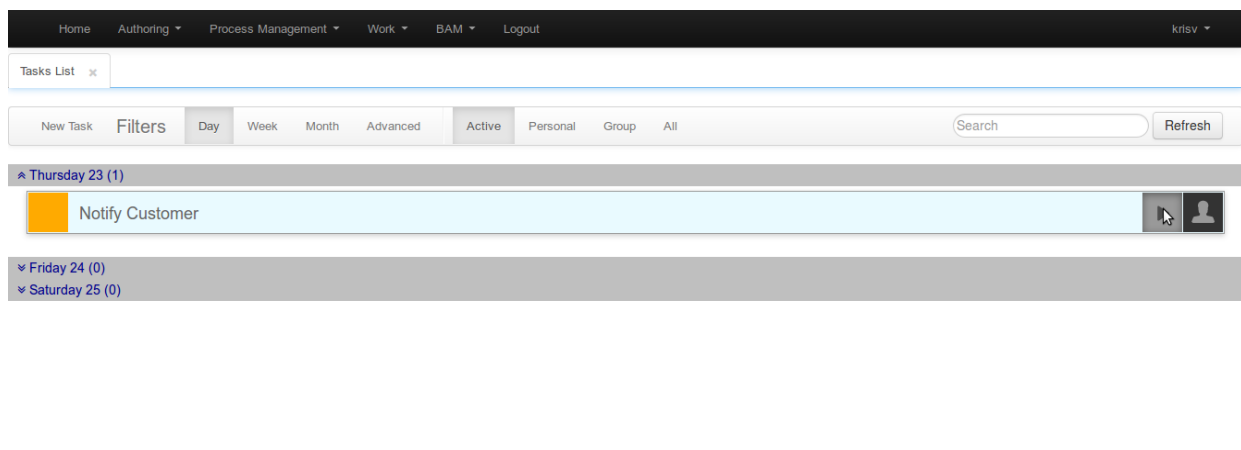 Home Authoring Process Management Work BAM Logout krisv
Tasks List
New Task Filters Day Week Month Advanced Active Personal Group All Search Refresh
Thursday 23 (1)
Notify Customer
Friday 24 (0)
Saturday 25 (0)